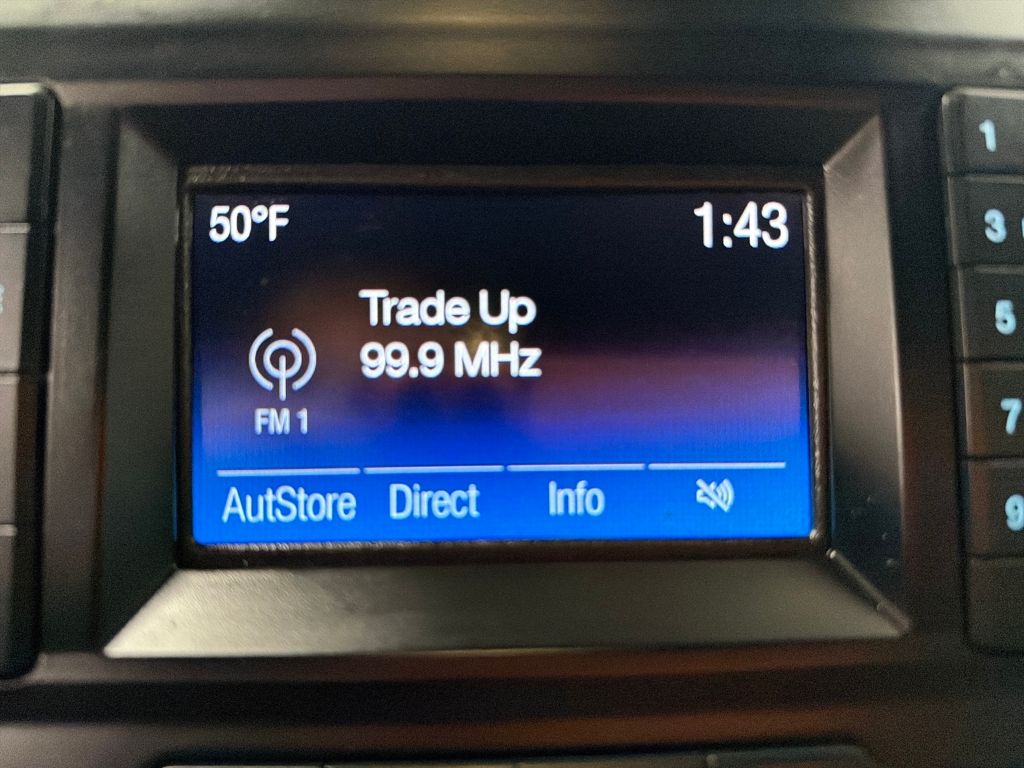 50°F
1:43
Trade Up
99.9 MHz
FM 1
AutStore
Direct
Info
1
3
5
7
9